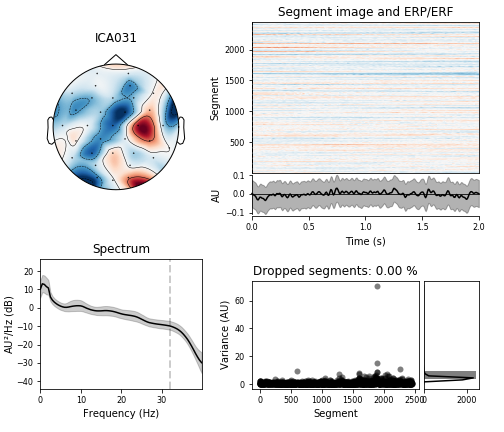 ICA031
Segment image and ERP/ERF
Segment
2000
1500
1000
500
AU
0.1
0.0
−0.1
0.0 0.5 1.0 1.5 2.0
Time (s)
Spectrum
AU²/Hz (dB)
20
10
0
−10
−20
−30
−40
0 10 20 30
Frequency (Hz)
Dropped segments: 0.00 %
Variance (AU)
60
40
20
0
0 500 1000 1500 2000 2500
Segment
0 2000